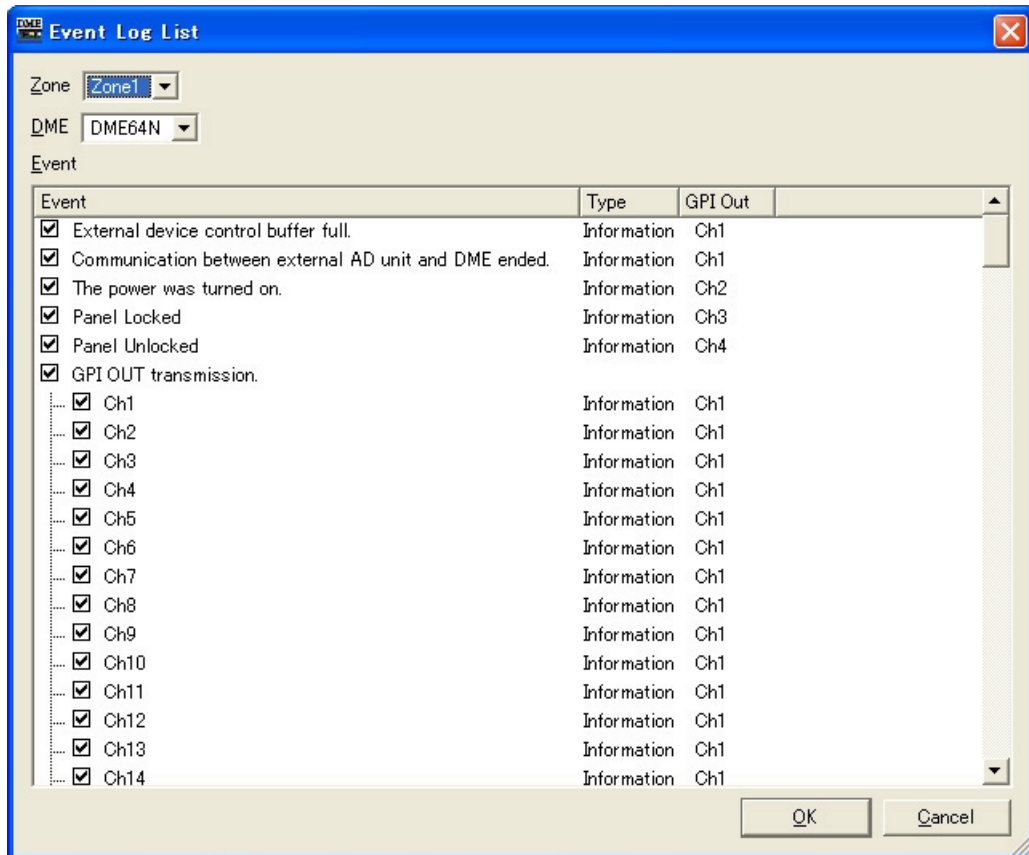 DME Event Log List
Zone Zone1
DME DME64N
Event
Event Type GPI Out
External device control buffer full. Information Ch1
Communication between external AD unit and DME ended. Information Ch1
The power was turned on. Information Ch2
Panel Locked Information Ch3
Panel Unlocked Information Ch4
GPI OUT transmission.
Ch1 Information Ch1
Ch2 Information Ch1
Ch3 Information Ch1
Ch4 Information Ch1
Ch5 Information Ch1
Ch6 Information Ch1
Ch7 Information Ch1
Ch8 Information Ch1
Ch9 Information Ch1
Ch10 Information Ch1
Ch11 Information Ch1
Ch12 Information Ch1
Ch13 Information Ch1
Ch14 Information Ch1
OK Cancel